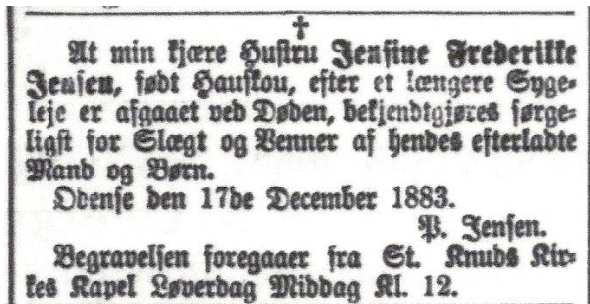 †
At min kjære Hustru Jensine Frederikke
Jensen, født Hauskou, efter et længere Syge-
leje er afgaaet ved Døden, bekjendtgjøres sørge-
ligst for Slægt og Venner af hendes efterladte
Mand og Børn.
Odense den 17de December 1883.
P. Jensen.
Begravelsen foregaaer fra St. Knuds Kir-
kes Kapel Løverdag Middag Kl. 12.